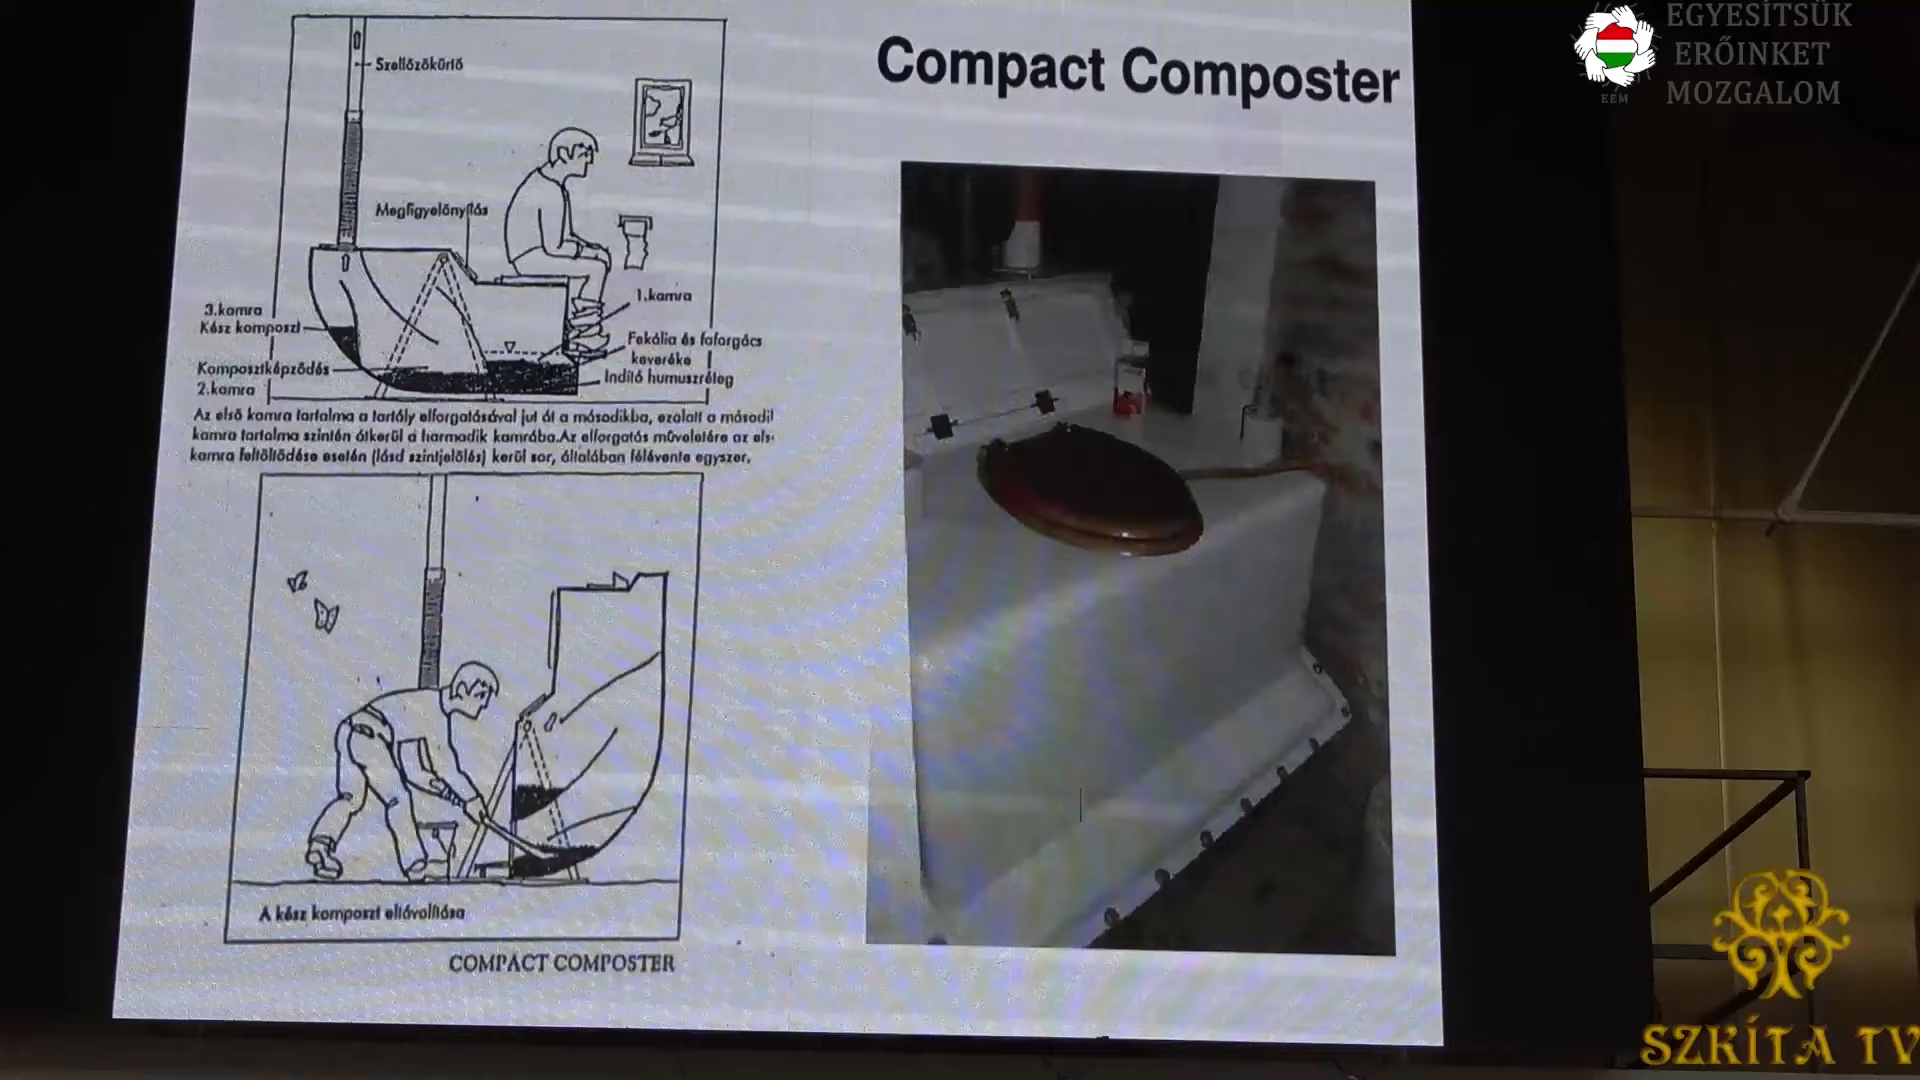 Compact Composter
Szellőzőkürtő
Megfigyelőnyílás
1.kamra
3.kamra
Kész komposzt
Fekália és faforgács
keveréke
Komposztképződés
2.kamra
Indító humuszréteg
Az első kamra tartalma a tartály elforgatásával jut át a másodikba, ezalatt a másodil
kamra tartalma szintén átkerül a harmadik kamrába.Az elforgatás műveletére az els
kamra feltöltődése esetén (lásd szintjelölés) kerül sor, általában félévente egyszer.
A kész komposzt eltávolítása
COMPACT COMPOSTER
EGYESÍTSÜK
ERŐINKET
MOZGALOM
EEM
SZKÍTA TV